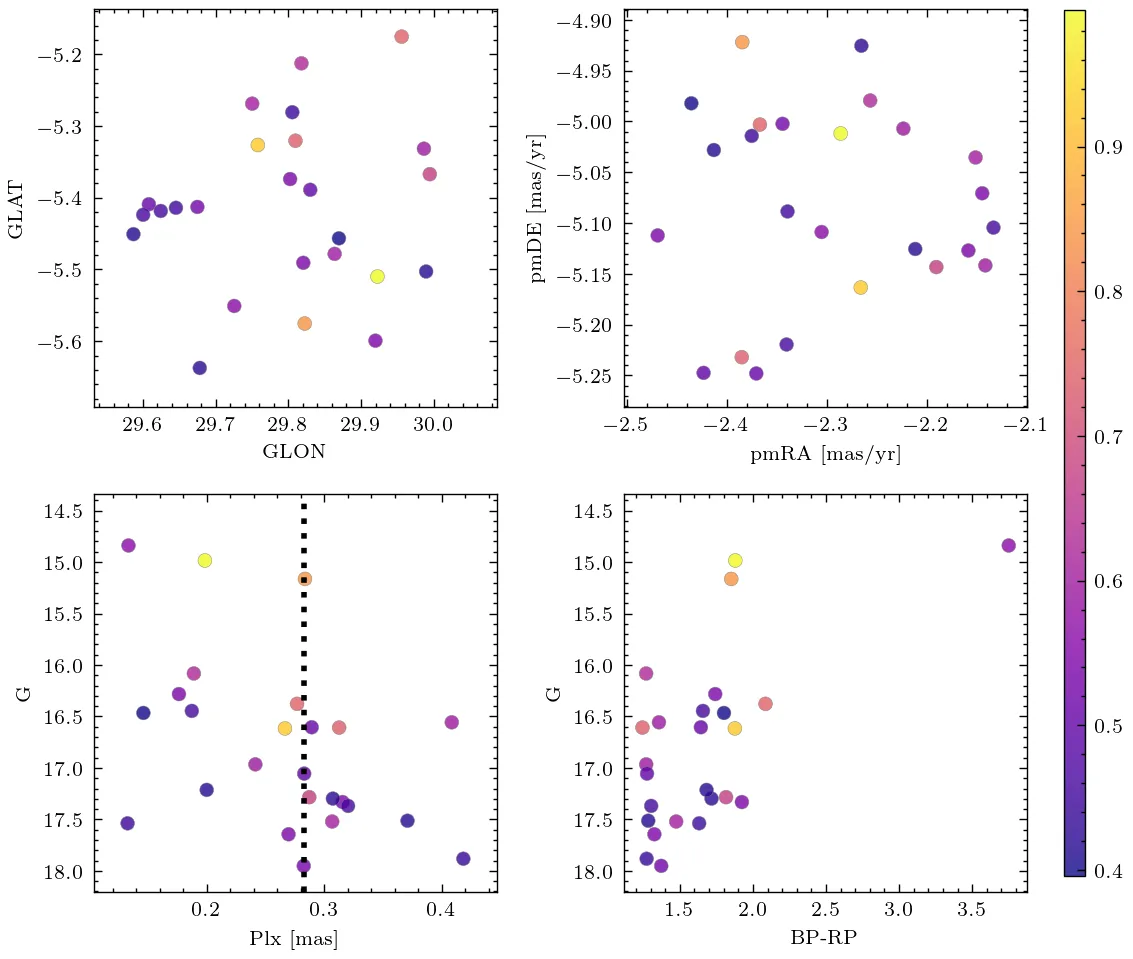 −5.2
−5.3
−5.4
−5.5
−5.6
GLAT
29.6 29.7 29.8 29.9 30.0
GLON
−4.90
−4.95
−5.00
−5.05
−5.10
−5.15
−5.20
−5.25
pmDE [mas/yr]
−2.5 −2.4 −2.3 −2.2 −2.1
pmRA [mas/yr]
14.5
15.0
15.5
16.0
16.5
17.0
17.5
18.0
G
0.2 0.3 0.4
Plx [mas]
14.5
15.0
15.5
16.0
16.5
17.0
17.5
18.0
G
1.5 2.0 2.5 3.0 3.5
BP-RP
0.9
0.8
0.7
0.6
0.5
0.4